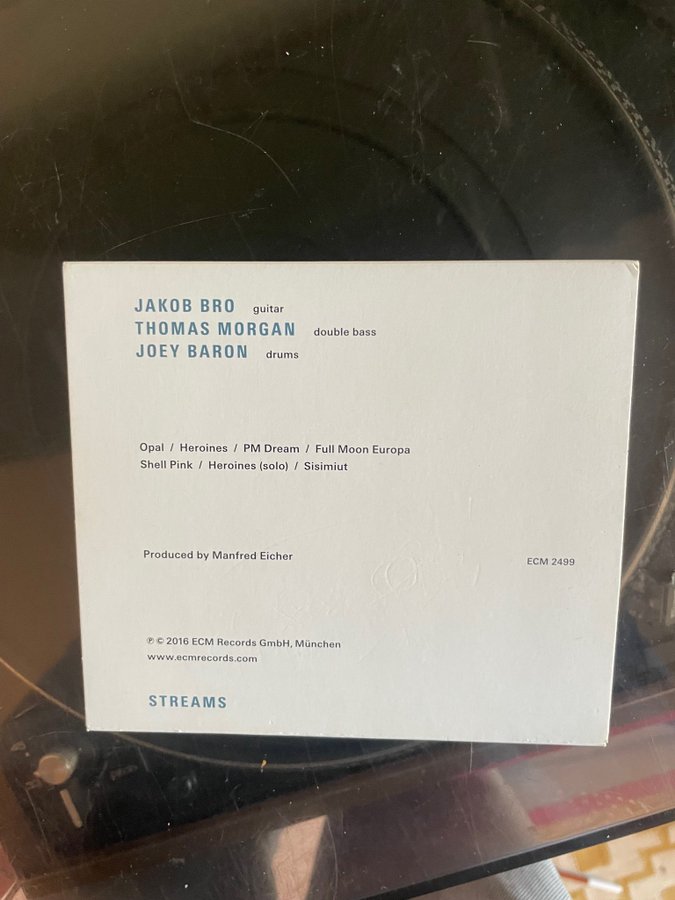 JAKOB BRO guitar
THOMAS MORGAN double bass
JOEY BARON drums
Opal / Heroines / PM Dream / Full Moon Europa
Shell Pink / Heroines (solo) / Sisimiut
Produced by Manfred Eicher
ECM 2499
℗ © 2016 ECM Records GmbH, München
www.ecmrecords.com
STREAMS